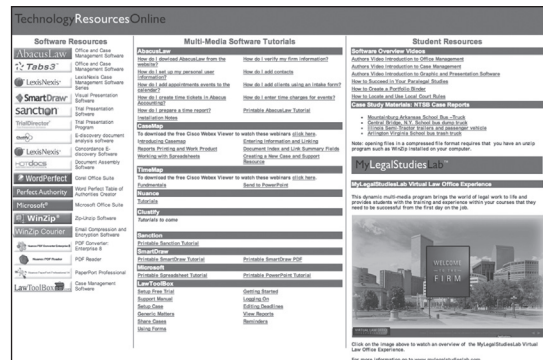 TechnologyResourcesOnline
Software Resources
AbacusLaw
Office and Case
Management Software
Tabs3
Office and Case
Management Software
LexisNexis
LexisNexis Case
Management Software
Series
SmartDraw
Visual Presentation
Software
sanction
Trial Presentation
Software
TrialDirector
Trial Presentation
Program
E-discovery document
analysis software
LexisNexis
Concordance E-
discovery Software
HOTDOCS
Document Assembly
Software
WordPerfect
Corel Office Suite
Perfect Authority
Word Perfect Table of
Authorities Creator
Microsoft
Microsoft Office Suite
WinZip
Zip-Unzip Software
WinZip Courier
Email Compression and
Encryption Software
PDF Converter
Enterprise 8
PDF Reader
PaperPort Professional
LawToolBox
Case Management
Software
Multi-Media Software Tutorials
AbacusLaw
How do I download AbacusLaw from the
website?
How do I verify my firm information?
How do I set up my personal user
information?
How do I add contacts
How do I add appointments events to the
calendar?
How do I add clients using an intake form?
How do I create time tickets in Abacus
Accounting?
How do I enter time charges for events?
How do I prepare a time report?
Printable AbacusLaw Tutorial
Installation Notes
CaseMap
To download the free Cisco Webex Viewer to watch these webinars click here.
Introducing CaseMap
Entering Information and Linking
Reports Printing and Work Product
Document Index and Link Summary Fields
Working with Spreadsheets
Creating a New Case and Support
Resource
TimeMap
To download the free Cisco Webex Viewer to watch these webinars click here.
Fundmentals
Send to PowerPoint
Nuance
Tutorials
Clustify
Tutorials to come
Sanction
Printable Sanction Tutorial
SmartDraw
Printable SmartDraw Tutorial
Printable SmartDraw PDF
Microsoft
Printable Spreadsheet Tutorial
Printable PowerPoint Tutorial
LawToolBox
Setup Free Trial
Getting Started
Support Manual
Logging On
Setup Case
Editing Deadlines
Generic Matters
View Reports
Share Cases
Reminders
Using Forms
Student Resources
Software Overview Videos
Authors Video Introduction to Office Management
Authors Video Introduction to Case Management
Authors Video Introduction to Graphic and Presentation Software
How to Succeed in Your Paralegal Studies
How to Create a Portfolio Binder
How to Locate and Use Local Court Rules
Case Study Materials: NTSB Case Reports
Mountainburg Arkansas School Bus -Truck
Central Bridge, N.Y. School bus dump truck
Illinois Semi-tractor trailers and passenger vehicle
Arlington Virginia School bus trash truck
Note: opening files in a compressed file format requires that you have an unzip
program such as WinZip installed on your computer.
MyLegalStudiesLab
MyLegalStudiesLab Virtual Law Office Experience
This dynamic multi-media program brings the world of legal work to life and
provides students with the training and experience within your courses that they
need to be successful from the first day on the job.
WELCOME
FIRM
Click on the image above to watch an overview of the MyLegalStudiesLab Virtual
Law Office Experience.